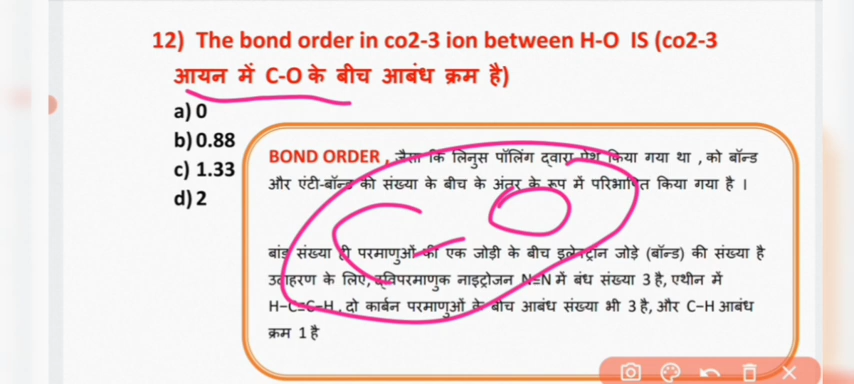 12) The bond order in co2-3 ion between H-O IS (co2-3
आयन में C-O के बीच आबंध क्रम है)
a) 0
b) 0.88
c) 1.33
d) 2
BOND ORDER , जैसा कि लिनुस पॉलिंग द्वारा पेश किया गया था , को बॉन्ड
और एंटी-बॉन्ड की संख्या के बीच के अंतर के रूप में परिभाषित किया गया है ।
बांड संख्या ही परमाणुओं की एक जोड़ी के बीच इलेक्ट्रॉन जोड़े (बॉन्ड) की संख्या है
उदाहरण के लिए, द्विपरमाणुक नाइट्रोजन N≡N में बंध संख्या 3 है, एथीन में
H−C≡C−H , दो कार्बन परमाणुओं के बीच आबंध संख्या भी 3 है, और C−H आबंध
क्रम 1 है
CO